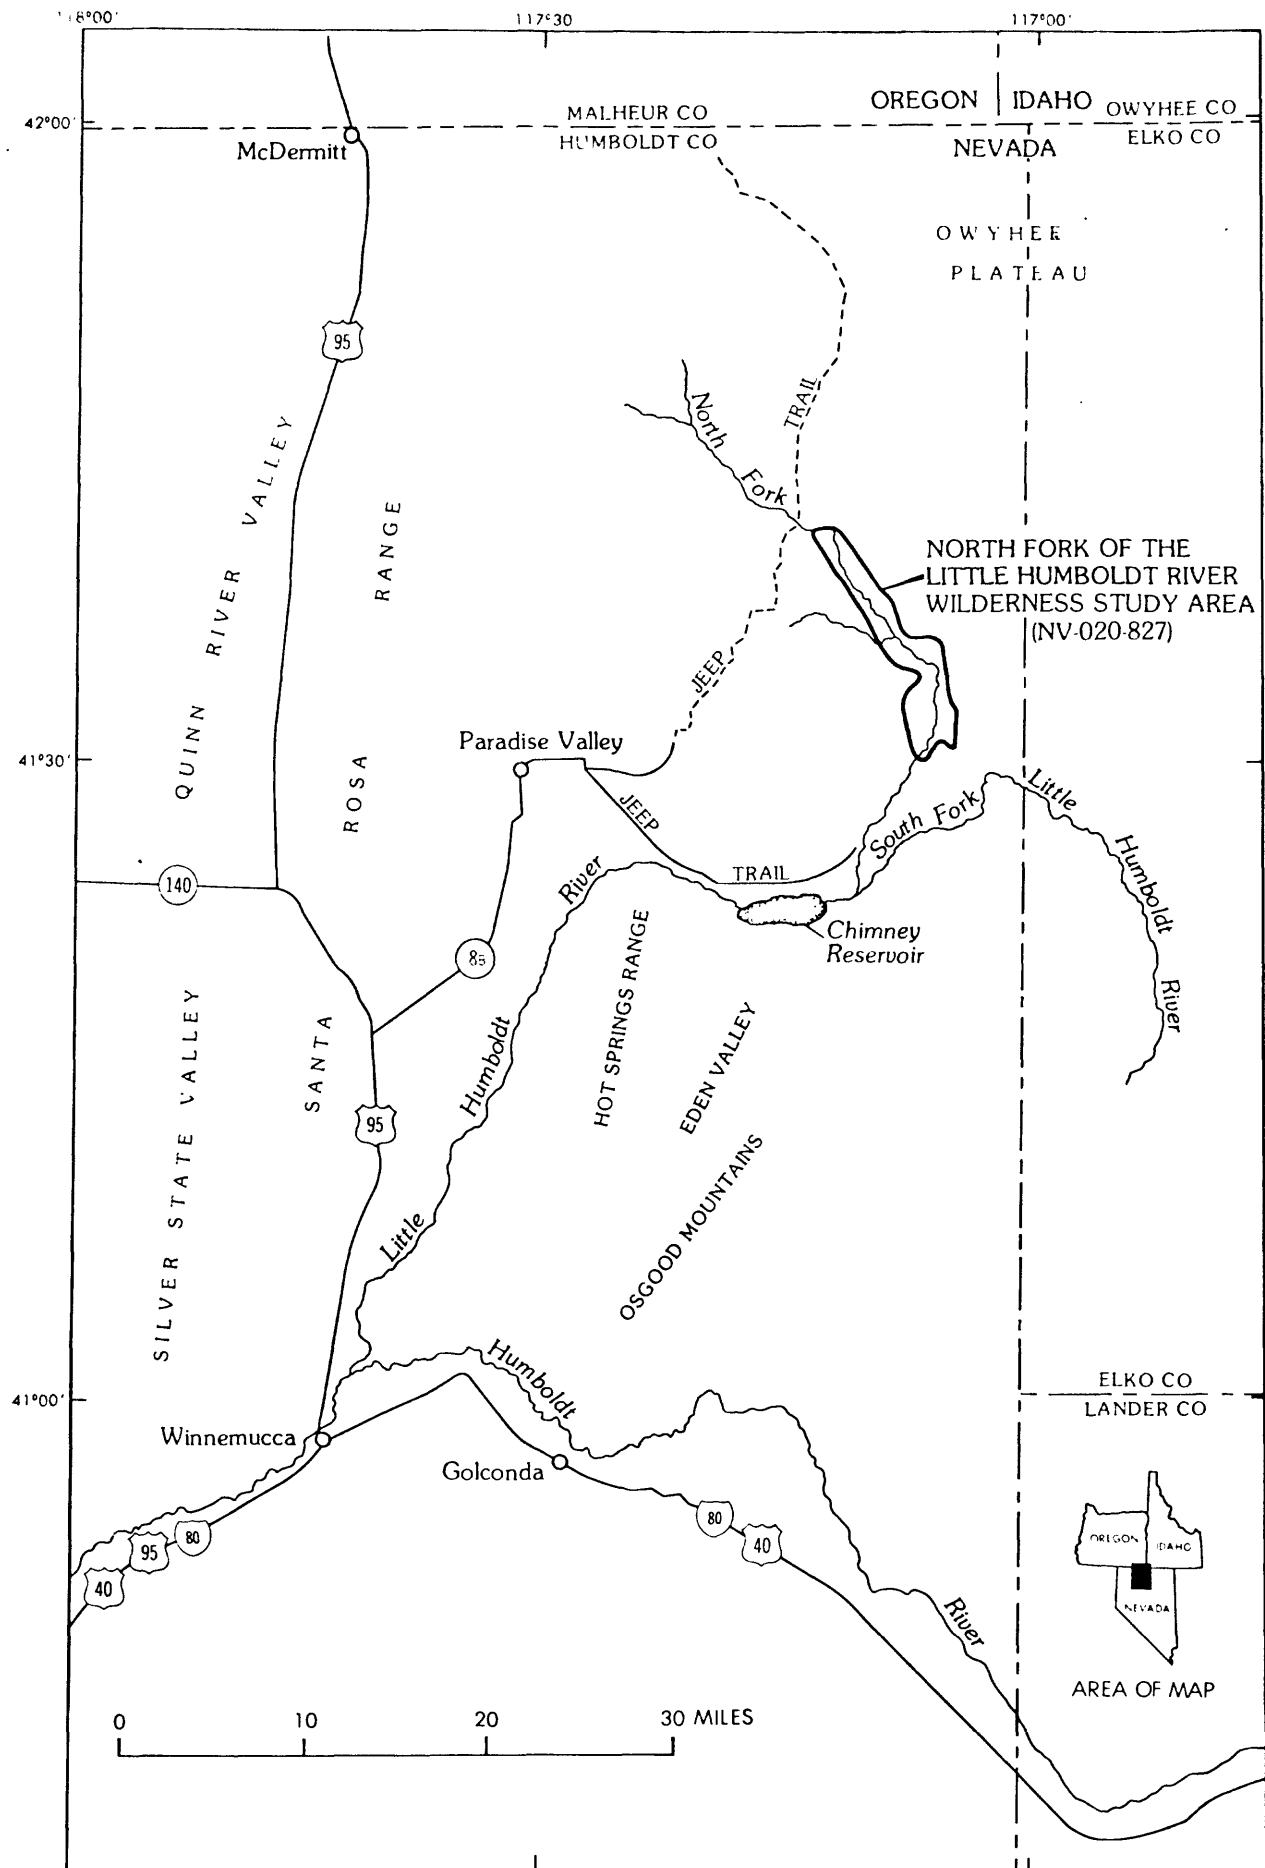 118°00'
117°30'
117°00'
OREGON
IDAHO
OWYHEE CO
42°00'
MALHEUR CO
HUMBOLDT CO
NEVADA
ELKO CO
McDermitt
OWYHEE
PLATEAU
95
TRAIL
North
Fork
QUINN RIVER VALLEY
NORTH FORK OF THE
LITTLE HUMBOLDT RIVER
WILDERNESS STUDY AREA
(NV-020-827)
JEEP
SANTA ROSA RANGE
41°30'
Paradise Valley
JEEP
TRAIL
South Fork
Little
Humboldt
River
140
River
Chimney
Reservoir
85
HOT SPRINGS RANGE
EDEN VALLEY
Humboldt
95
SILVER STATE VALLEY
OSGOOD MOUNTAINS
Little
Humboldt
41°00'
ELKO CO
LANDER CO
Winnemucca
Golconda
80
95
40
80
40
River
OREGON
IDAHO
NEVADA
AREA OF MAP
0
10
20
30 MILES